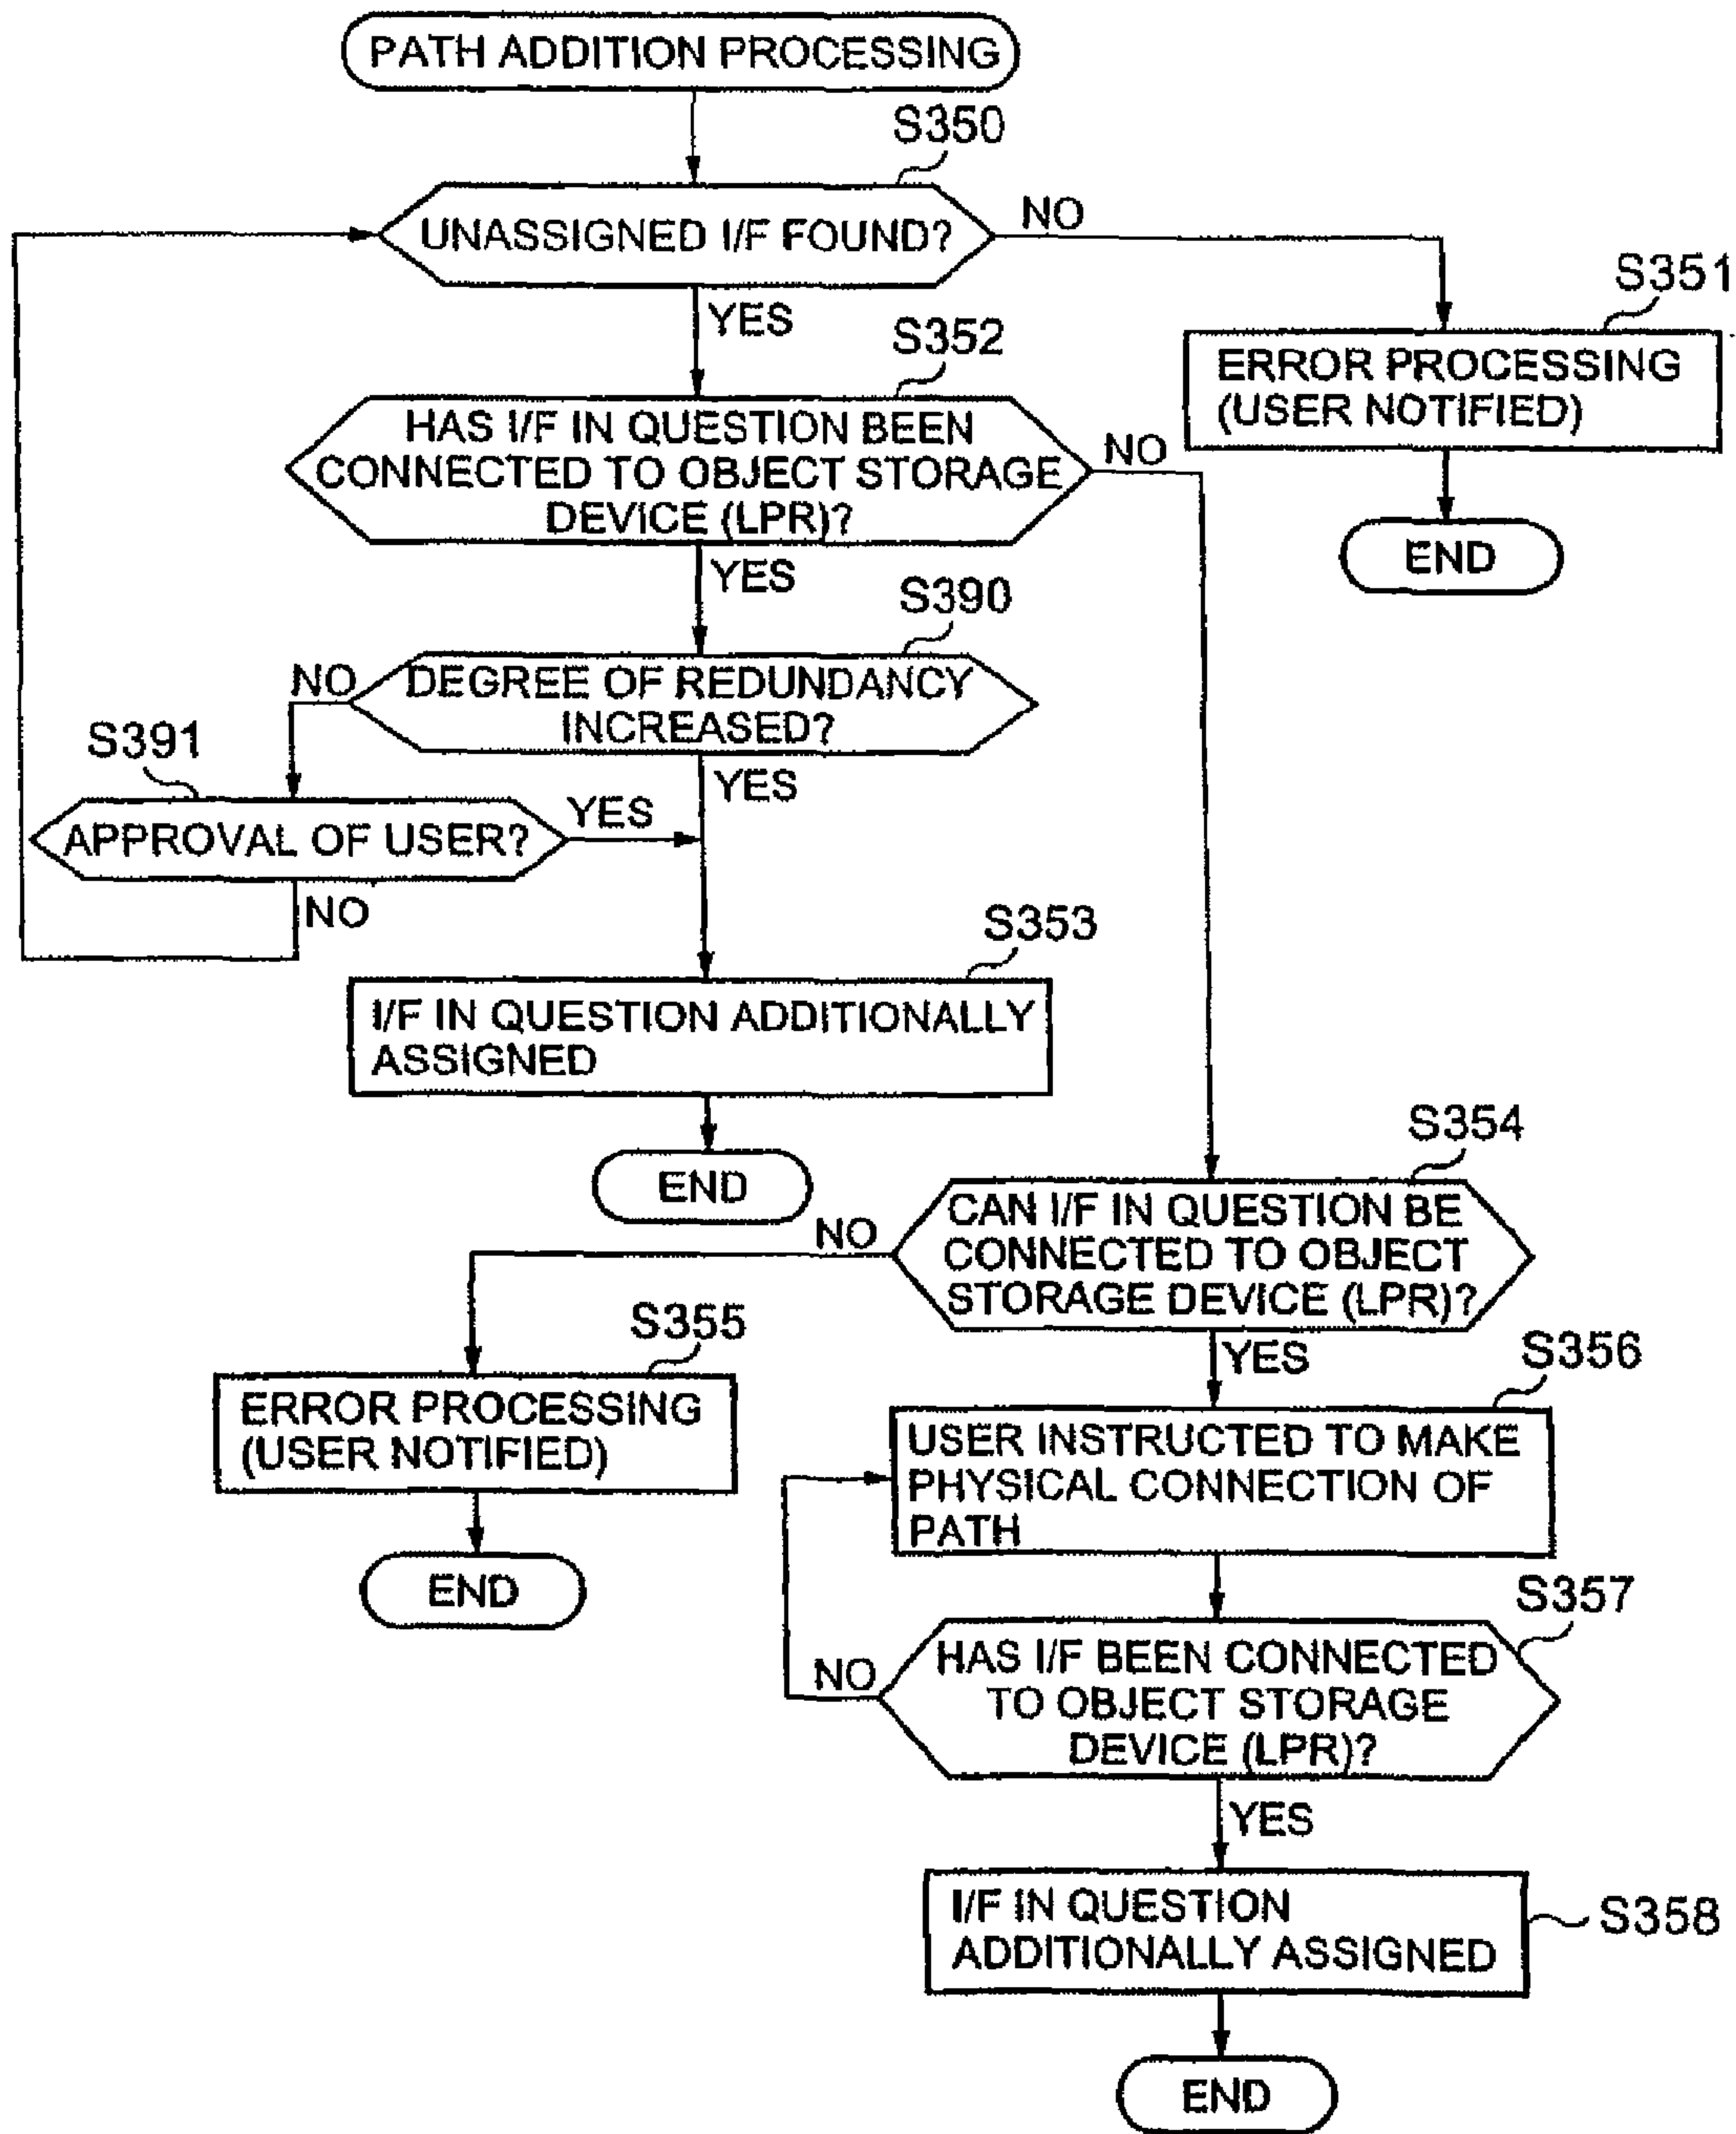 PATH ADDITION PROCESSING
S350
UNASSIGNED I/F FOUND?
NO
YES
S351
ERROR PROCESSING
(USER NOTIFIED)
END
S352
HAS I/F IN QUESTION BEEN
CONNECTED TO OBJECT STORAGE
DEVICE (LPR)?
NO
YES
S390
DEGREE OF REDUNDANCY
INCREASED?
NO
YES
S391
APPROVAL OF USER?
YES
NO
S353
I/F IN QUESTION ADDITIONALLY
ASSIGNED
END
S354
CAN I/F IN QUESTION BE
CONNECTED TO OBJECT
STORAGE DEVICE (LPR)?
NO
YES
S355
ERROR PROCESSING
(USER NOTIFIED)
END
S356
USER INSTRUCTED TO MAKE
PHYSICAL CONNECTION OF
PATH
S357
HAS I/F BEEN CONNECTED
TO OBJECT STORAGE
DEVICE (LPR)?
NO
YES
I/F IN QUESTION
ADDITIONALLY ASSIGNED
S358
END